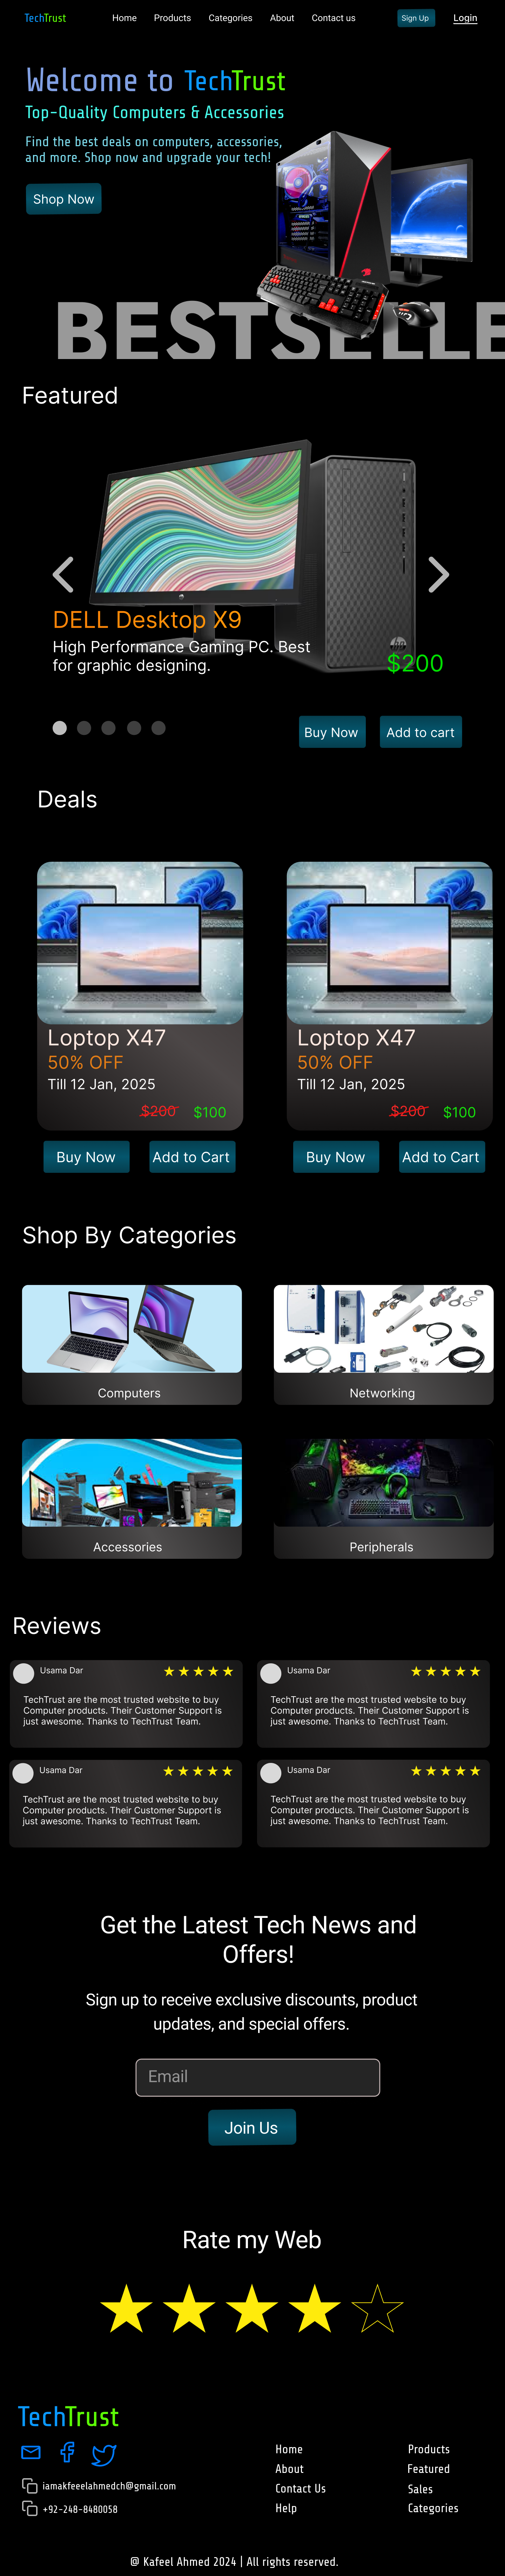 TechTrust
Home Products Categories About Contact us
Sign Up Login
Welcome to TechTrust
Top-Quality Computers & Accessories
Find the best deals on computers, accessories,
and more. Shop now and upgrade your tech!
Shop Now
BESTSELLE
Featured
DELL Desktop X9
High Performance Gaming PC. Best
for graphic designing.
$200
Buy Now Add to cart
Deals
Loptop X47
50% OFF
Till 12 Jan, 2025
$200 $100
Buy Now Add to Cart
Loptop X47
50% OFF
Till 12 Jan, 2025
$200 $100
Buy Now Add to Cart
Shop By Categories
Computers
Networking
Accessories
Peripherals
Reviews
Usama Dar
TechTrust are the most trusted website to buy
Computer products. Their Customer Support is
just awesome. Thanks to TechTrust Team.
Usama Dar
TechTrust are the most trusted website to buy
Computer products. Their Customer Support is
just awesome. Thanks to TechTrust Team.
Usama Dar
TechTrust are the most trusted website to buy
Computer products. Their Customer Support is
just awesome. Thanks to TechTrust Team.
Usama Dar
TechTrust are the most trusted website to buy
Computer products. Their Customer Support is
just awesome. Thanks to TechTrust Team.
Get the Latest Tech News and
Offers!
Sign up to receive exclusive discounts, product
updates, and special offers.
Email
Join Us
Rate my Web
TechTrust
iamakfeeelahmedch@gmail.com
+92-248-8480058
Home
About
Contact Us
Help
Products
Featured
Sales
Categories
@ Kafeel Ahmed 2024 | All rights reserved.